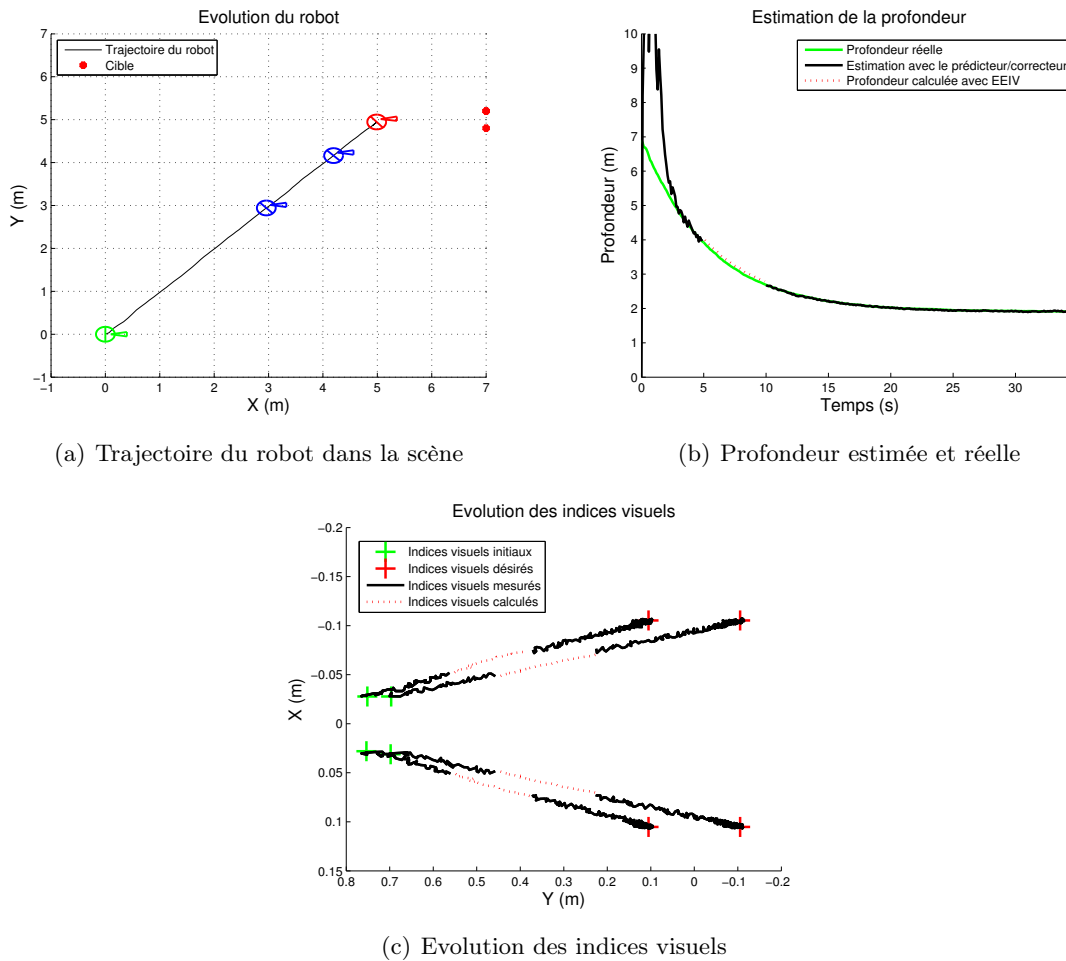 Evolution du robot
7
6
5
4
3
2
1
0
−1
Y (m)
Trajectoire du robot
Cible
−1 0 1 2 3 4 5 6 7
X (m)
(a) Trajectoire du robot dans la scène
Estimation de la profondeur
10
9
8
7
6
5
4
3
2
1
0
Profondeur (m)
Profondeur réelle
Estimation avec le prédicteur/correcteur
Profondeur calculée avec EEIV
0 5 10 15 20 25 30
Temps (s)
(b) Profondeur estimée et réelle
Evolution des indices visuels
−0.2
−0.15
−0.1
−0.05
0
0.05
0.1
0.15
X (m)
Indices visuels initiaux
Indices visuels désirés
Indices visuels mesurés
Indices visuels calculés
0.8 0.7 0.6 0.5 0.4 0.3 0.2 0.1 0 −0.1 −0.2
Y (m)
(c) Evolution des indices visuels